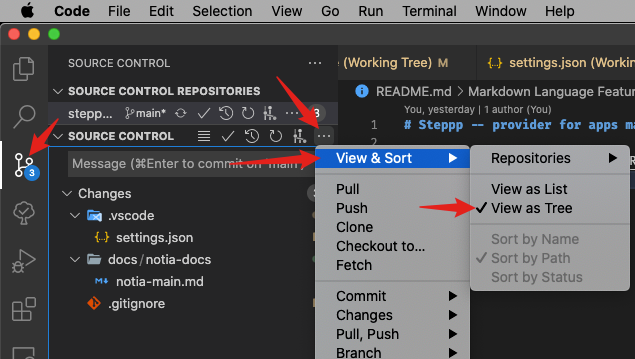 Code File Edit Selection View Go Run Terminal Window Help
SOURCE CONTROL
(Working Tree) M
settings.json (Workin
SOURCE CONTROL REPOSITORIES
README.md > Markdown Language Featur
stepp... main* 3
You, yesterday | 1 author (You)
SOURCE CONTROL
1 # Steppp -- provider for apps ma
Message (⌘Enter to commit on "main")
View & Sort
Repositories
Changes
Pull
View as List
.vscode
Push
✓ View as Tree
settings.json
Clone
docs/notia-docs
Checkout to...
Sort by Name
notia-main.md
Fetch
✓ Sort by Path
.gitignore
Sort by Status
Commit
Changes
Pull, Push
Branch
3